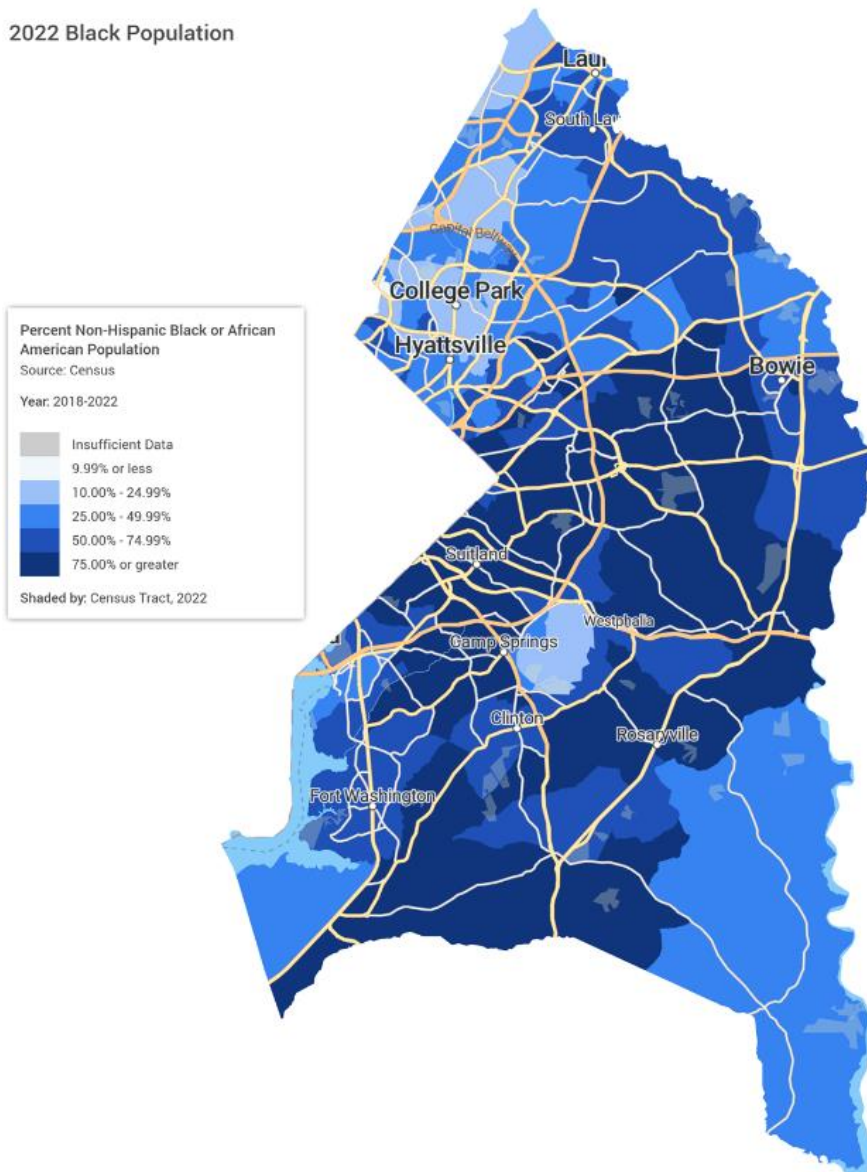 2022 Black Population
Laur
South Lau
Capital Beltway
College Park
Hyattsville
Percent Non-Hispanic Black or African
American Population
Source: Census
Year: 2018-2022
Insufficient Data
9.99% or less
10.00% - 24.99%
25.00% - 49.99%
50.00% - 74.99%
75.00% or greater
Shaded by: Census Tract, 2022
Bowie
Suitland
Westphalia
Camp Springs
Clinton
Rosaryville
Fort Washington